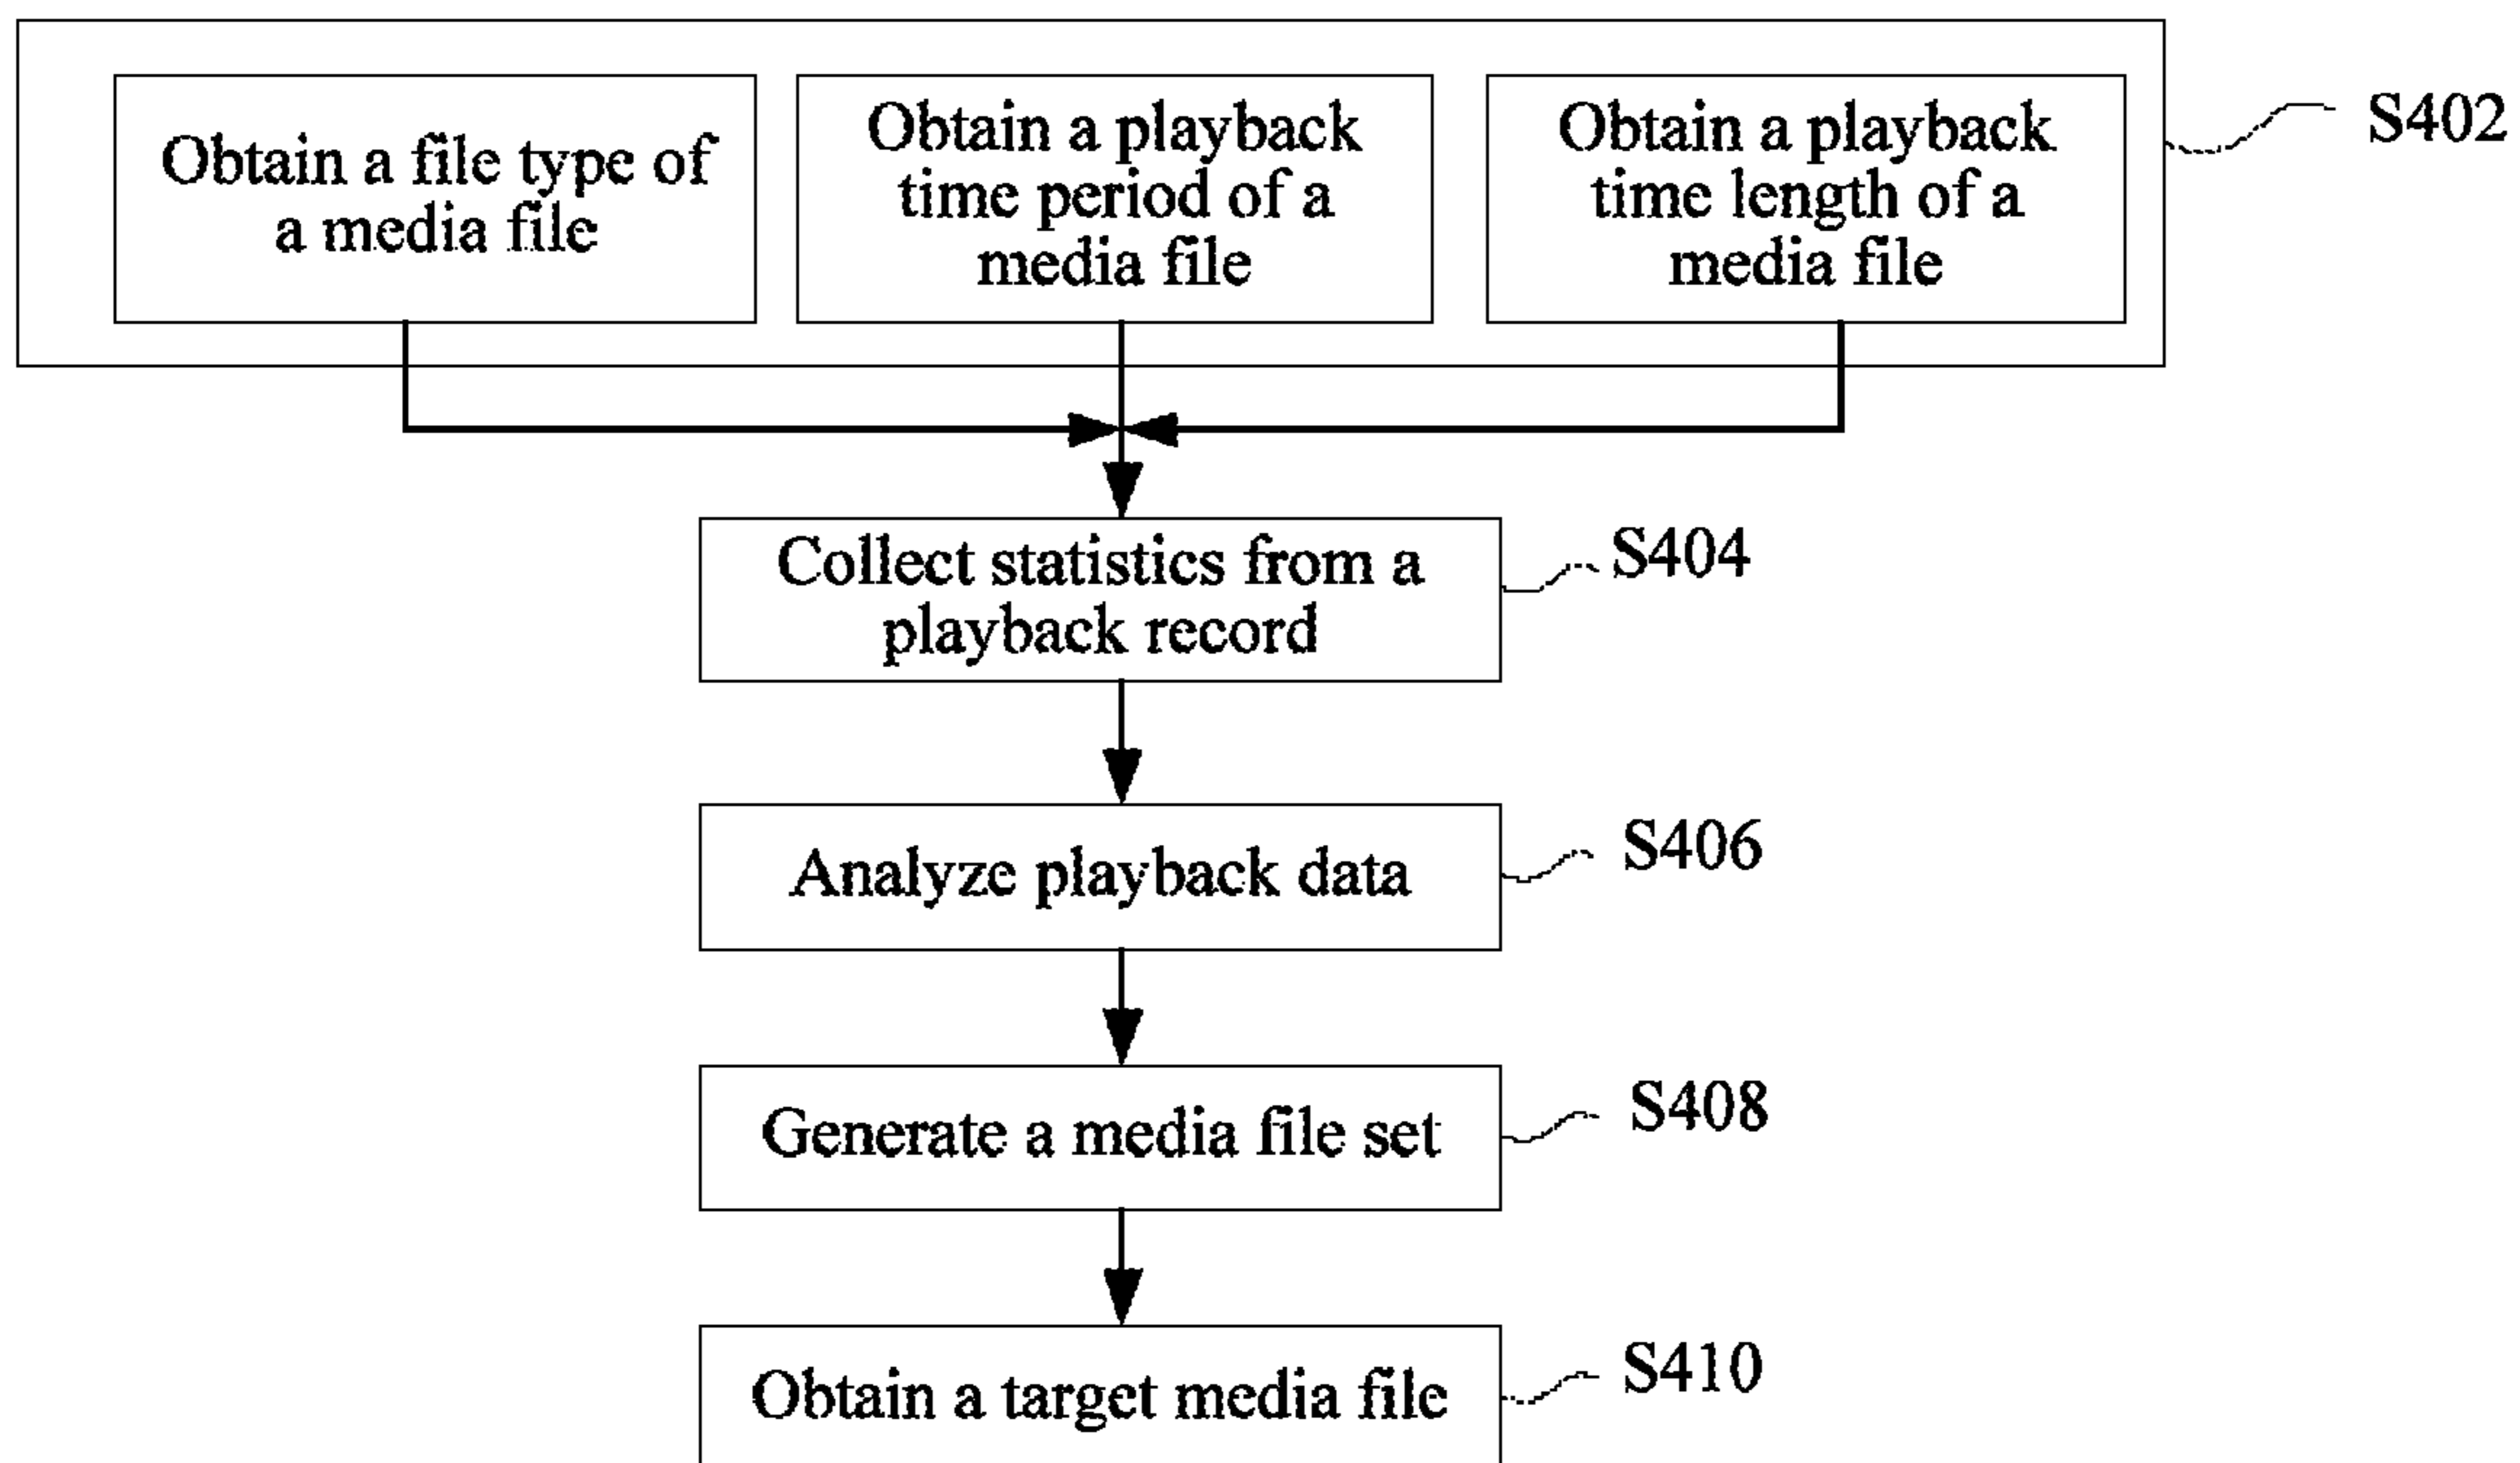 Obtain a file type of
a media file
Obtain a playback
time period of a
media file
Obtain a playback
time length of a
media file
S402
Collect statistics from a
playback record
S404
Analyze playback data
S406
Generate a media file set
S408
Obtain a target media file
S410